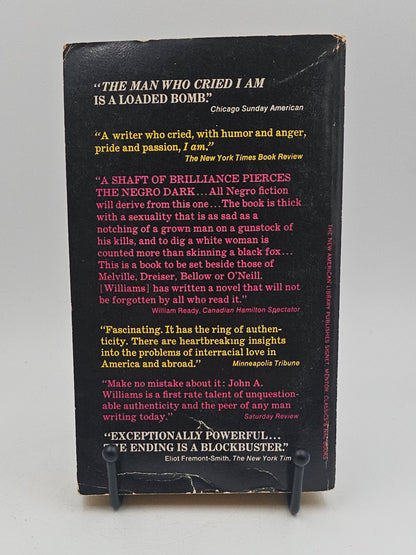 "THE MAN WHO CRIED I AM
IS A LOADED BOMB."
Chicago Sunday American
"A writer who cried, with humor and anger,
pride and passion, I am."
The New York Times Book Review
"A SHAFT OF BRILLIANCE PIERCES
THE NEGRO DARK... All Negro fiction
will derive from this one... The book is thick
with a sexuality that is as sad as a
notching of a grown man on a gunstock of
his kills, and to dig a white woman is
counted more than skinning a black fox...
This is a book to be set beside those of
Melville, Dreiser, Bellow or O'Neill.
[Williams] has written a novel that will not
be forgotten by all who read it."
William Ready, Canadian Hamilton Spectator
"Fascinating. It has the ring of authen-
ticity. There are heartbreaking insights
into the problems of interracial love in
America and abroad."
Minneapolis Tribune
"Make no mistake about it: John A.
Williams is a first rate talent of unquestion-
able authenticity and the peer of any man
writing today."
Saturday Review
"EXCEPTIONALLY POWERFUL...
THE ENDING IS A BLOCKBUSTER."
Eliot Fremont-Smith, The New York Tim
THE NEW AMERICAN LIBRARY PUBLISHES SIGNET, MENTOR, CLASSICS